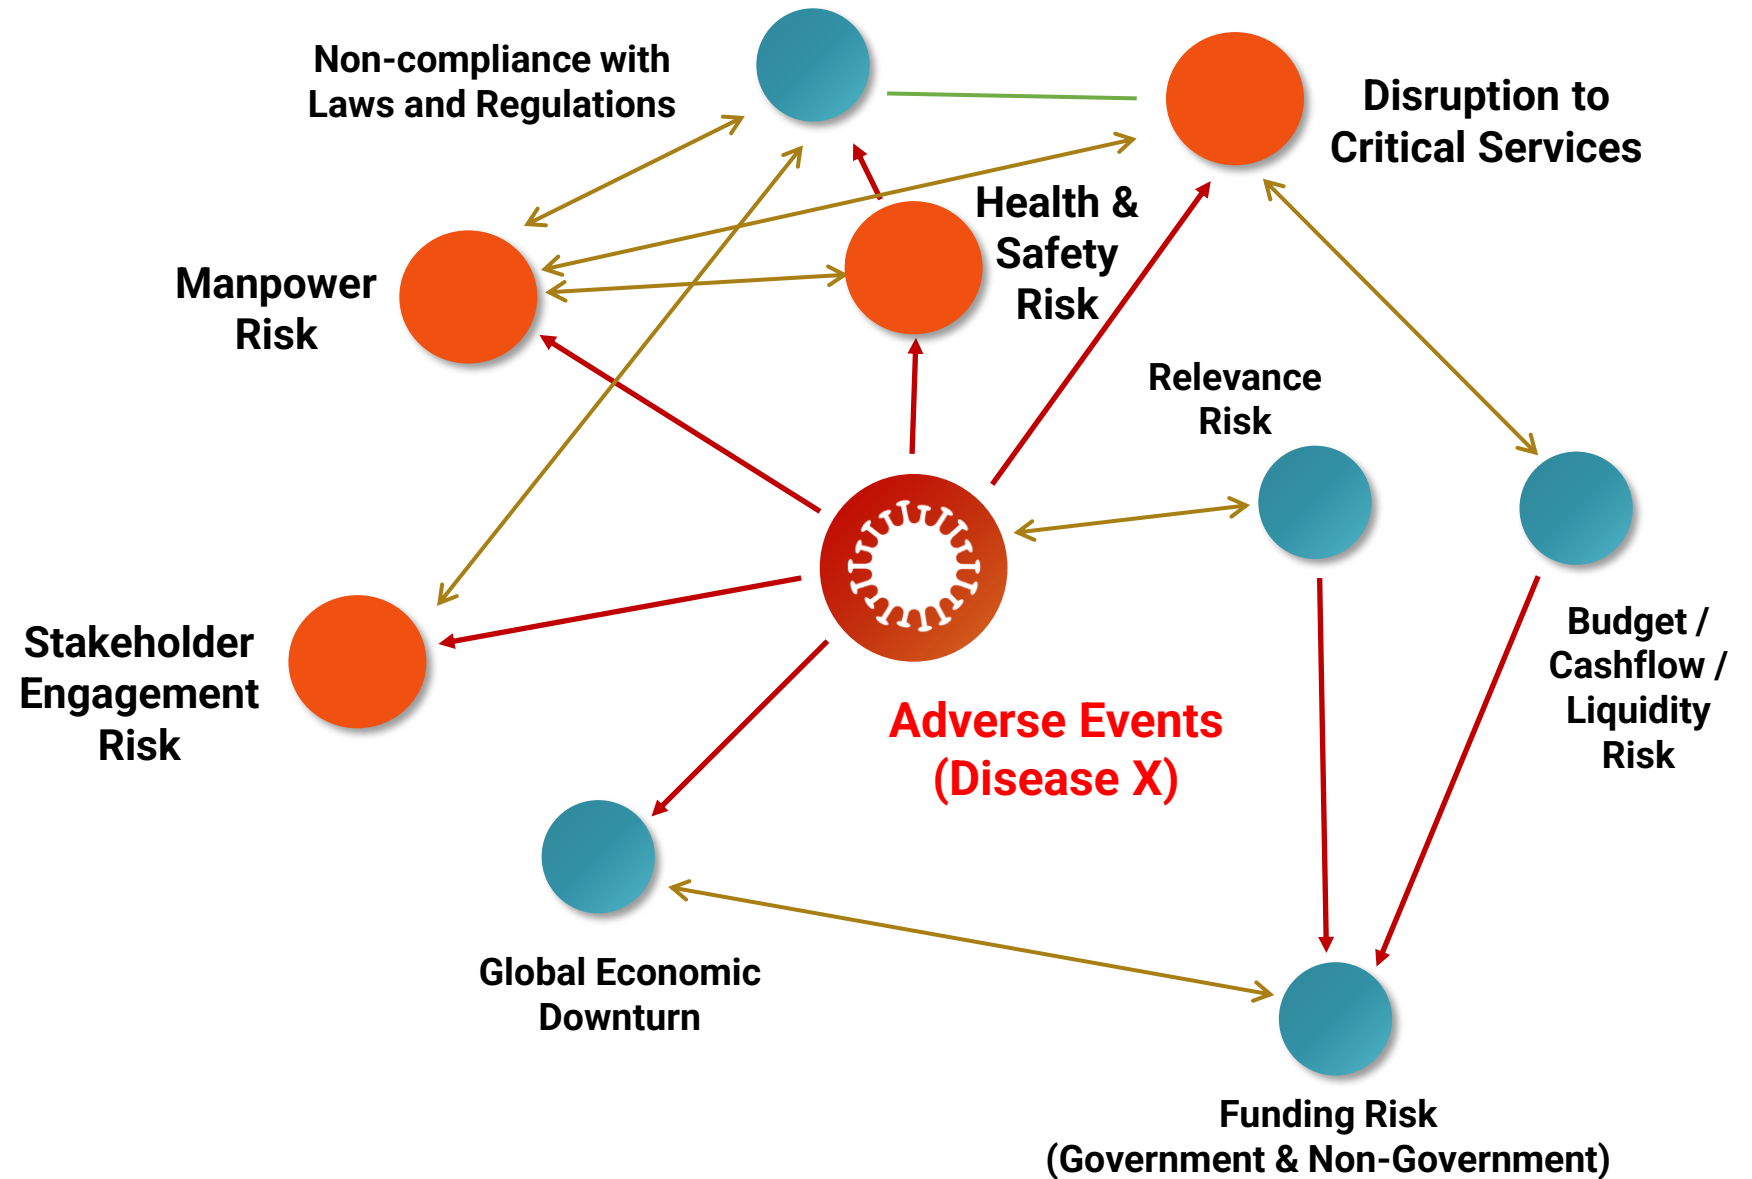 Non-compliance with
Laws and Regulations
Disruption to
Critical Services
Health &
Safety
Risk
Manpower
Risk
Relevance
Risk
Stakeholder
Engagement
Risk
Budget /
Cashflow /
Liquidity
Risk
Adverse Events
(Disease X)
Global Economic
Downturn
Funding Risk
(Government & Non-Government)